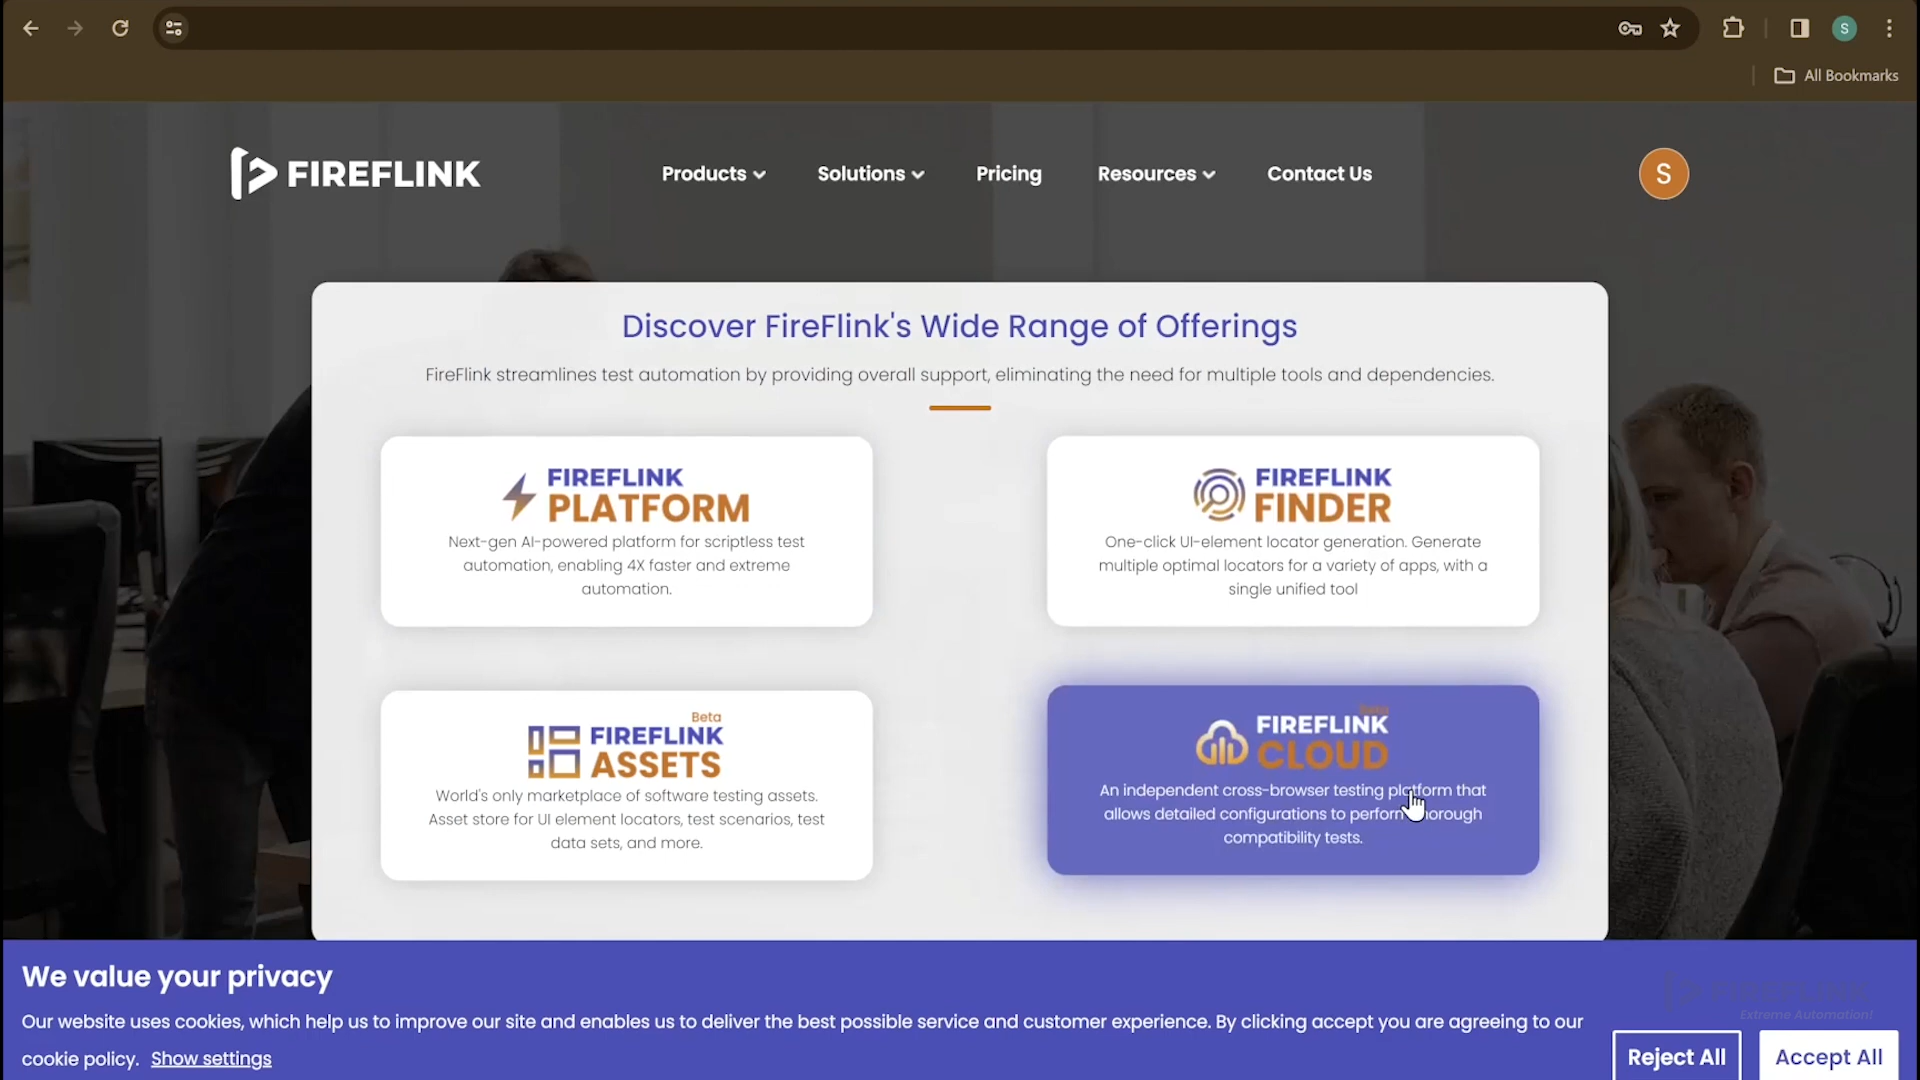 S
All Bookmarks
FIREFLINK
Products
Solutions
Pricing
Resources
Contact Us
S
Discover FireFlink's Wide Range of Offerings
FireFlink streamlines test automation by providing overall support, eliminating the need for multiple tools and dependencies.
FIREFLINK
PLATFORM
Next-gen AI-powered platform for scriptless test
automation, enabling 4X faster and extreme
automation.
FIREFLINK
FINDER
One-click UI-element locator generation. Generate
multiple optimal locators for a variety of apps, with a
single unified tool
Beta
FIREFLINK
ASSETS
World's only marketplace of software testing assets.
Asset store for UI element locators, test scenarios, test
data sets, and more.
Beta
FIREFLINK
CLOUD
An independent cross-browser testing platform that
allows detailed configurations to perform thorough
compatibility tests.
We value your privacy
Our website uses cookies, which help us to improve our site and enables us to deliver the best possible service and customer experience. By clicking accept you are agreeing to our
cookie policy. Show settings
Reject All
Accept All
FIREFLINK
Extreme Automation!